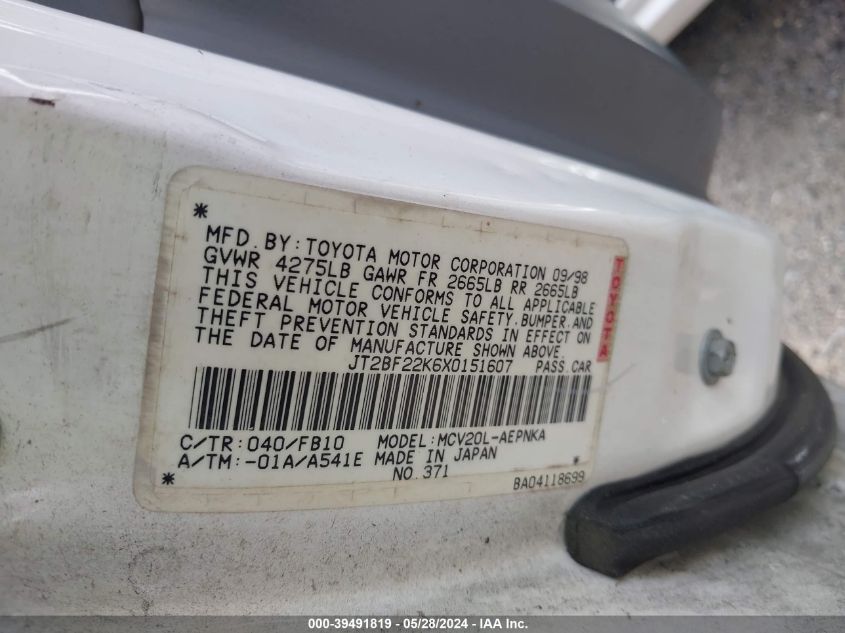 *
MFD.BY:TOYOTA MOTOR CORPORATION 09/98
GVWR 4275LB GAWR FR 2665LB RR 2665LB
THIS VEHICLE CONFORMS TO ALL APPLICABLE
FEDERAL MOTOR VEHICLE SAFETY,BUMPER,AND
THEFT PREVENTION STANDARDS IN EFFECT ON
THE DATE OF MANUFACTURE SHOWN ABOVE.
JT2BF22K6X0151607 PASS.CAR
TOYOTA
C/TR:040/FB10 MODEL:MCV20L-AEPNKA
A/TM:-01A/A541E MADE IN JAPAN
* NO.371 BA04118699
000-39491819 - 05/28/2024 - IAA Inc.